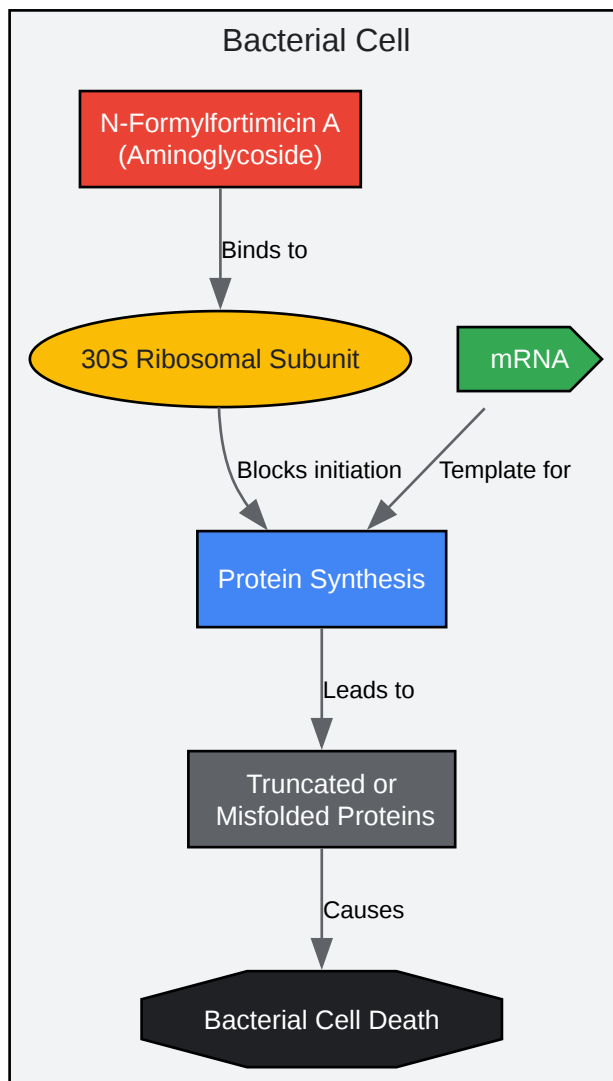 Bacterial Cell
N-Formylfortimicin A
(Aminoglycoside)
Binds to
30S Ribosomal Subunit
mRNA
Blocks initiation
Template for
Protein Synthesis
Leads to
Truncated or
Misfolded Proteins
Causes
Bacterial Cell Death